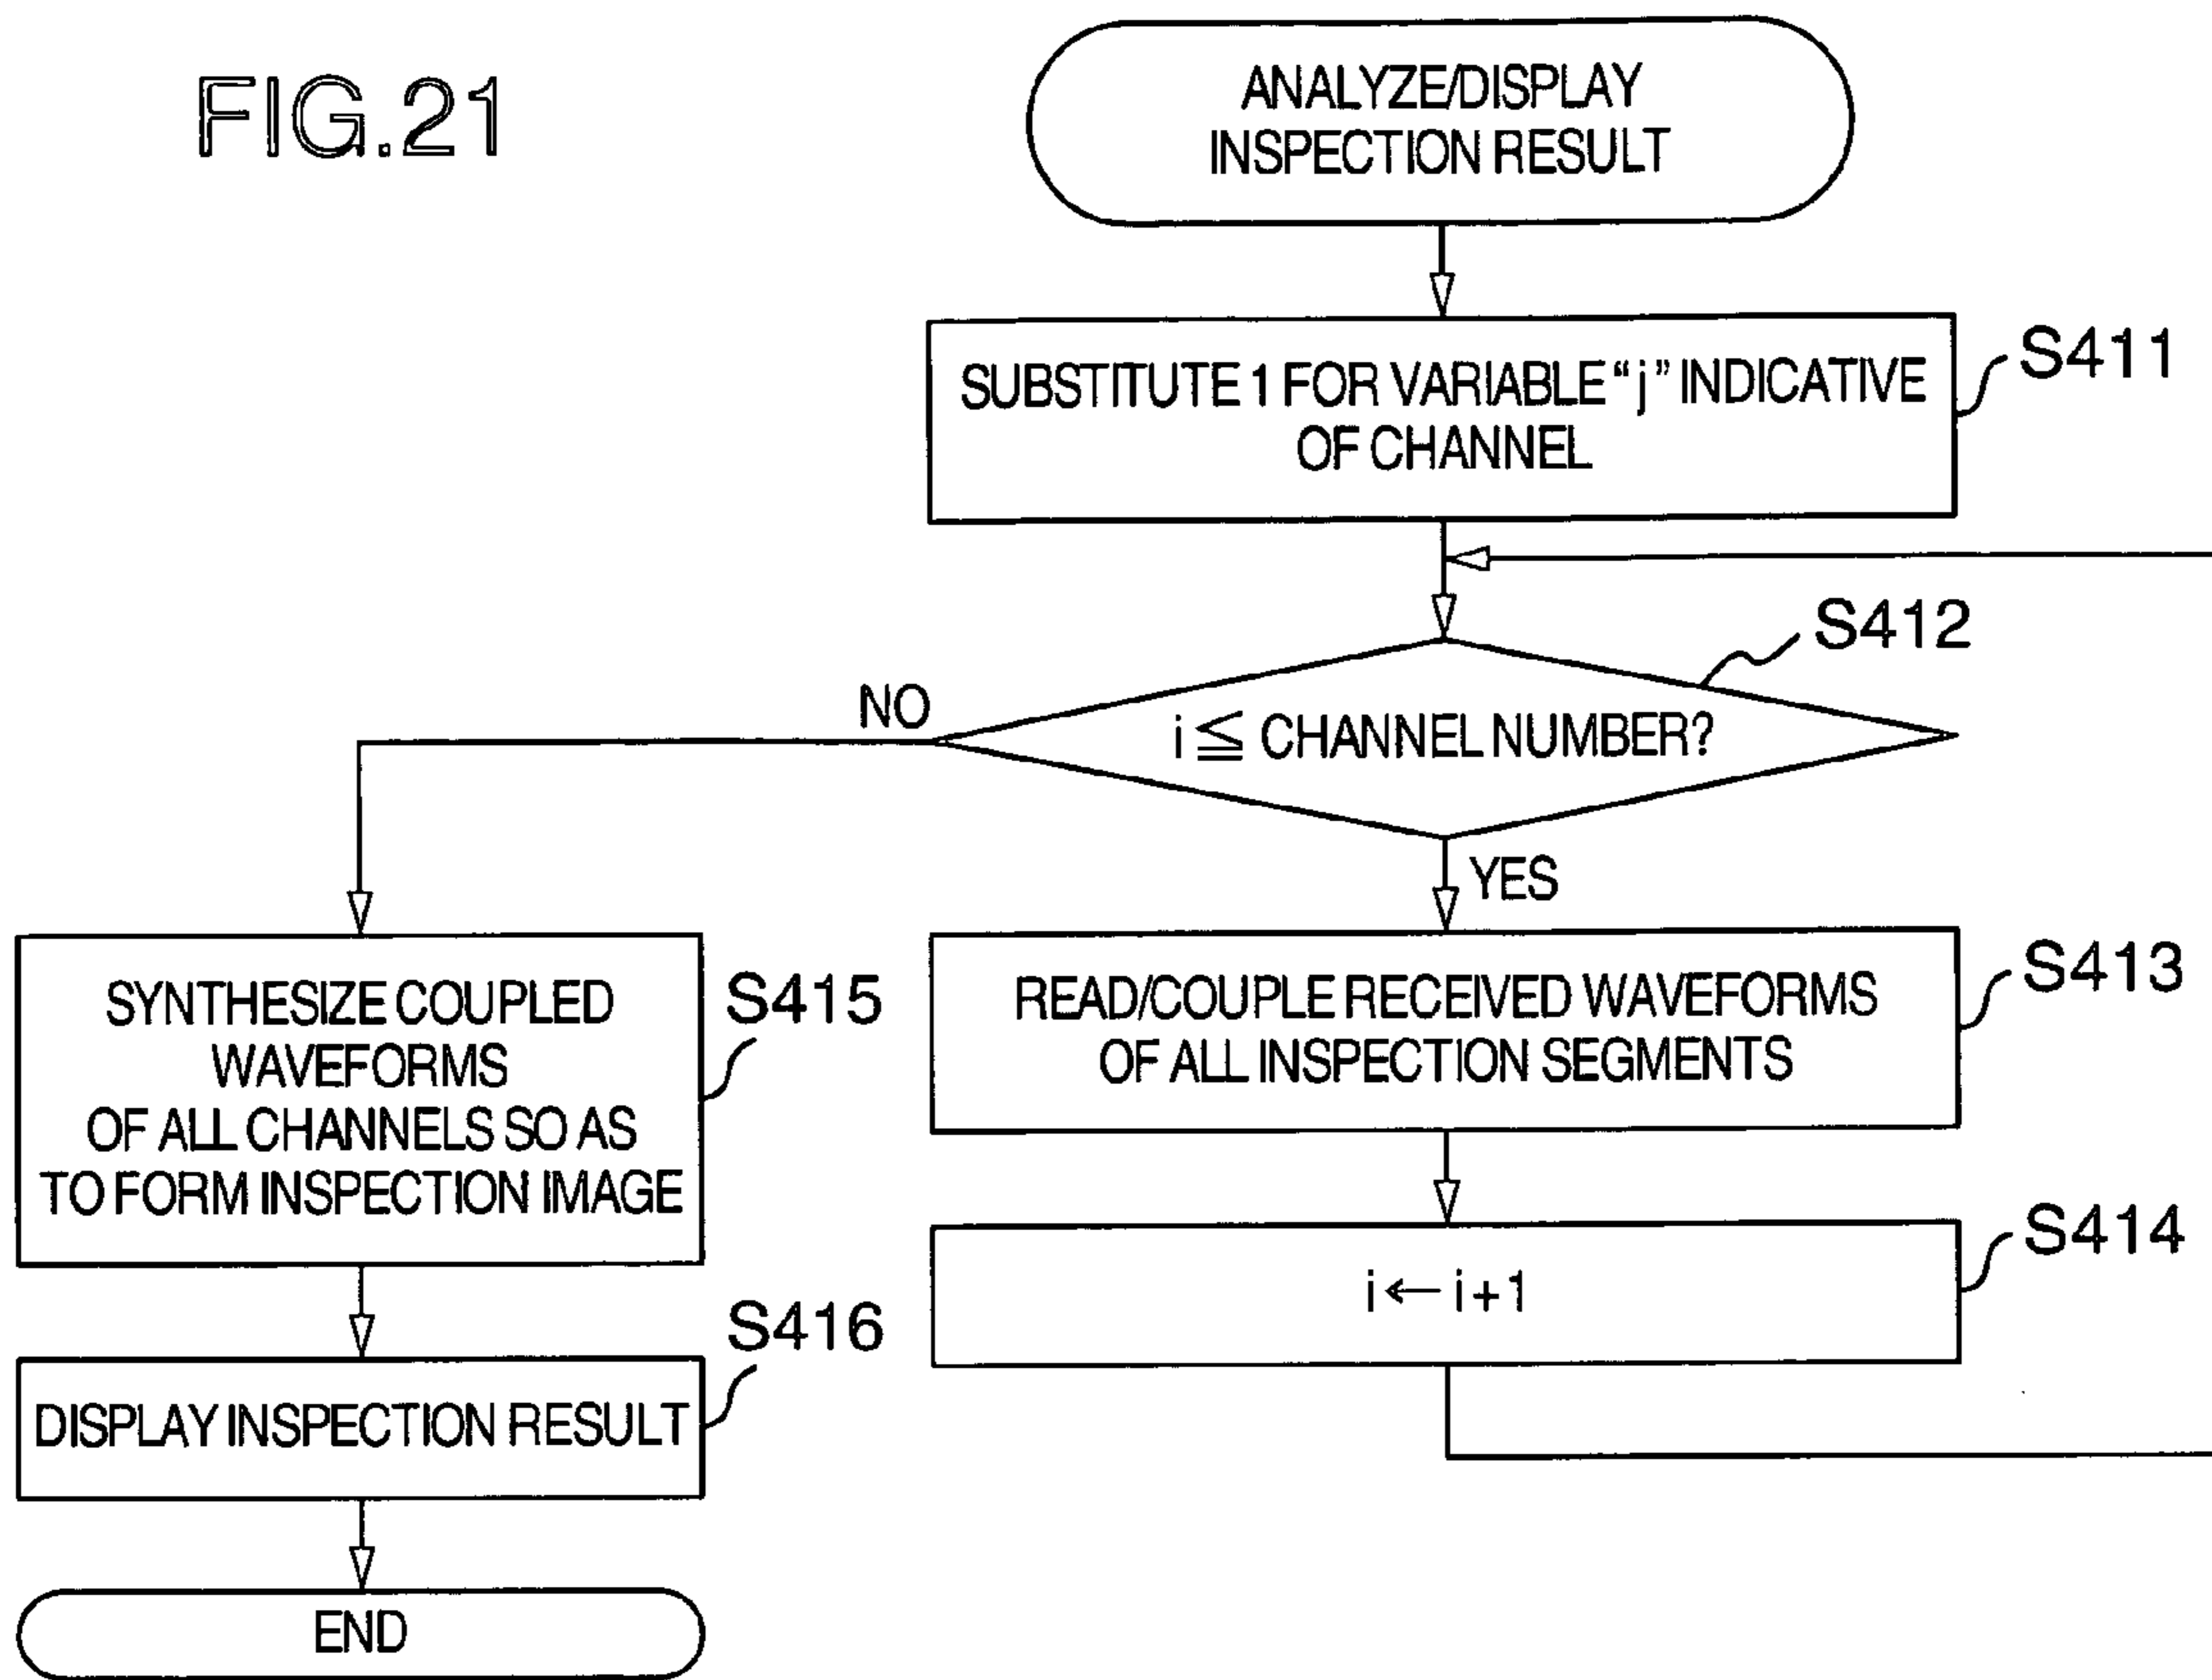 FIG.21
ANALYZE/DISPLAY
INSPECTION RESULT
SUBSTITUTE 1 FOR VARIABLE “j” INDICATIVE
OF CHANNEL
S411
i ≦ CHANNEL NUMBER?
S412
NO
YES
READ/COUPLE RECEIVED WAVEFORMS
OF ALL INSPECTION SEGMENTS
S413
i ← i+1
S414
SYNTHESIZE COUPLED
WAVEFORMS
OF ALL CHANNELS SO AS
TO FORM INSPECTION IMAGE
S415
DISPLAY INSPECTION RESULT
S416
END